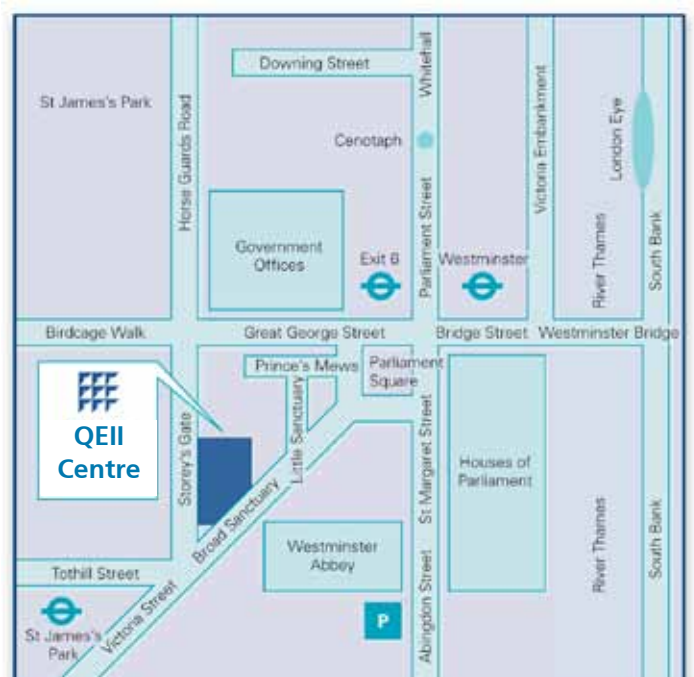 Downing Street
Whitehall
St James's Park
Horse Guards Road
Cenotaph
Victoria Embankment
London Eye
Government
Offices
Exit 6
Parliament Street
Westminster
River Thames
South Bank
Birdcage Walk
Great George Street
Bridge Street
Westminster Bridge
Prince's Mews
Parliament
Square
QEII
Centre
Storey's Gate
Little Sanctuary
St Margaret Street
Houses of
Parliament
Broad Sanctuary
Westminster
Abbey
Tothill Street
Victoria Street
Abingdon Street
River Thames
South Bank
P
St James's
Park